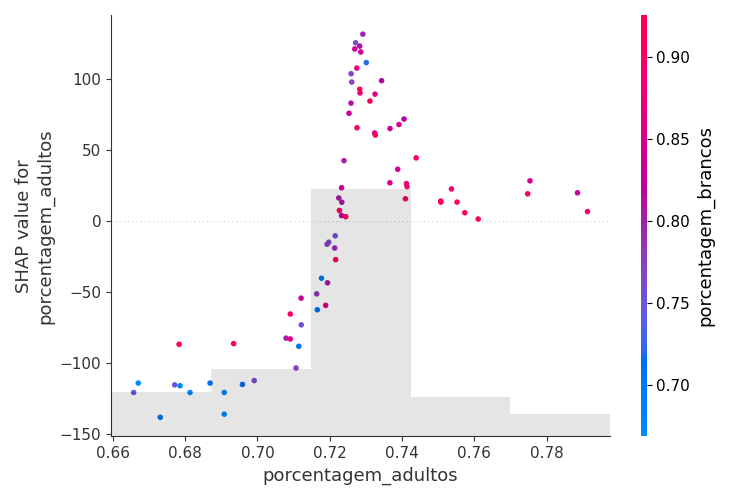 SHAP value for
porcentagem_adultos
100
50
0
−50
−100
−150
0.66 0.68 0.70 0.72 0.74 0.76 0.78
porcentagem_adultos
0.90
0.85
0.80
0.75
0.70
porcentagem_brancos